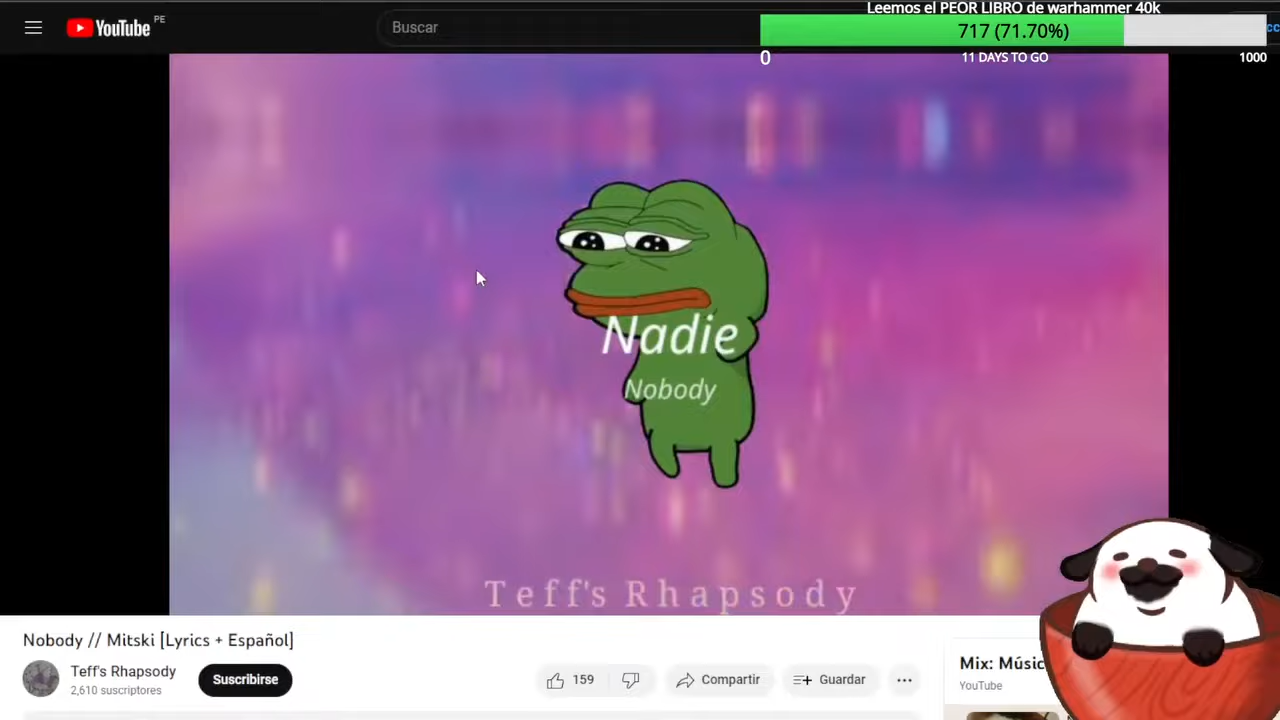 YouTube PE
Buscar
Leemos el PEOR LIBRO de warhammer 40k
717 (71.70%)
0
11 DAYS TO GO
1000
Nadie
Nobody
Teff's Rhapsody
Nobody // Mitski [Lyrics + Español]
Teff's Rhapsody
2,610 suscriptores
Suscribirse
159
Compartir
Guardar
Mix: Músic
YouTube